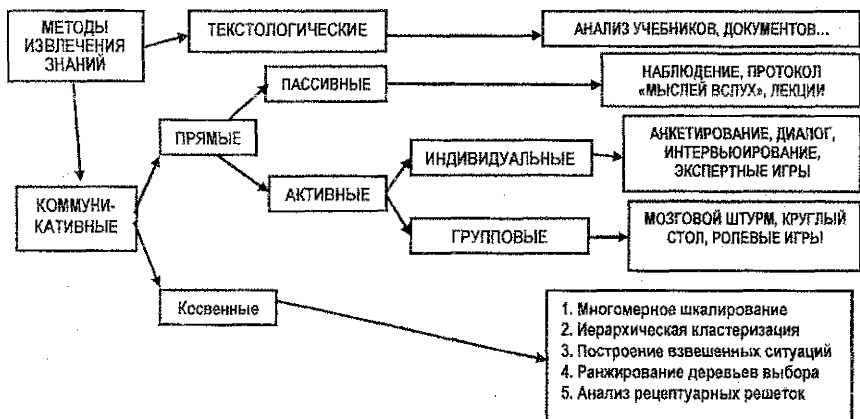 МЕТОДЫ
ИЗВЛЕЧЕНИЯ
ЗНАНИЙ
ТЕКСТОЛОГИЧЕСКИЕ
АНАЛИЗ УЧЕБНИКОВ, ДОКУМЕНТОВ...
ПАССИВНЫЕ
НАБЛЮДЕНИЕ, ПРОТОКОЛ
«МЫСЛЕЙ ВСЛУХ», ЛЕКЦИИ
ПРЯМЫЕ
АКТИВНЫЕ
ИНДИВИДУАЛЬНЫЕ
АНКЕТИРОВАНИЕ, ДИАЛОГ,
ИНТЕРВЬЮИРОВАНИЕ,
ЭКСПЕРТНЫЕ ИГРЫ
КОММУНИ-
КАТИВНЫЕ
ГРУППОВЫЕ
МОЗГОВОЙ ШТУРМ, КРУГЛЫЙ
СТОЛ, РОЛЕВЫЕ ИГРЫ
Косвенные
1. Многомерное шкалирование
2. Иерархическая кластеризация
3. Построение взвешенных ситуаций
4. Ранжирование деревьев выбора
5. Анализ рецептуарных решеток